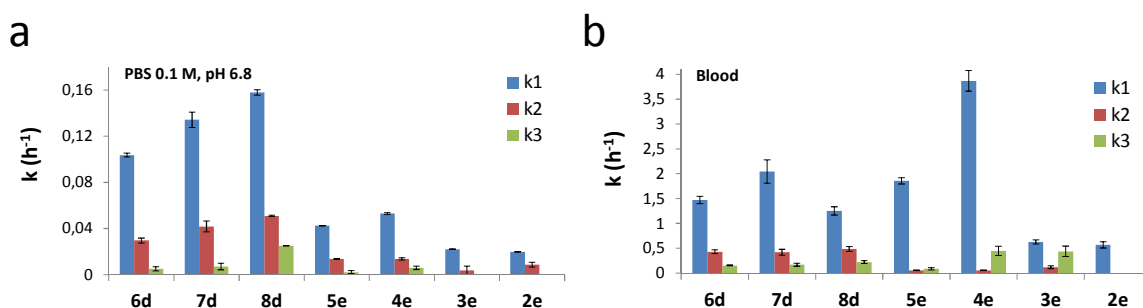 a
PBS 0.1 M, pH 6.8
k (h⁻¹)
0,16
0,12
0,08
0,04
0
k1
k2
k3
6d 7d 8d 5e 4e 3e 2e
b
Blood
k (h⁻¹)
4
3,5
3
2,5
2
1,5
1
0,5
0
k1
k2
k3
6d 7d 8d 5e 4e 3e 2e